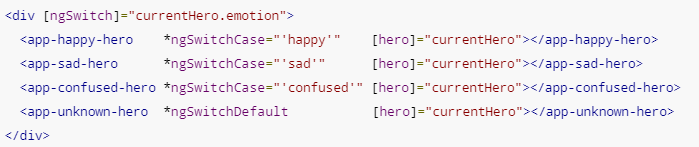 <div [ngSwitch]="currentHero.emotion">
  <app-happy-hero    *ngSwitchCase="'happy'"    [hero]="currentHero"></app-happy-hero>
  <app-sad-hero      *ngSwitchCase="'sad'"      [hero]="currentHero"></app-sad-hero>
  <app-confused-hero *ngSwitchCase="'confused'" [hero]="currentHero"></app-confused-hero>
  <app-unknown-hero  *ngSwitchDefault           [hero]="currentHero"></app-unknown-hero>
</div>